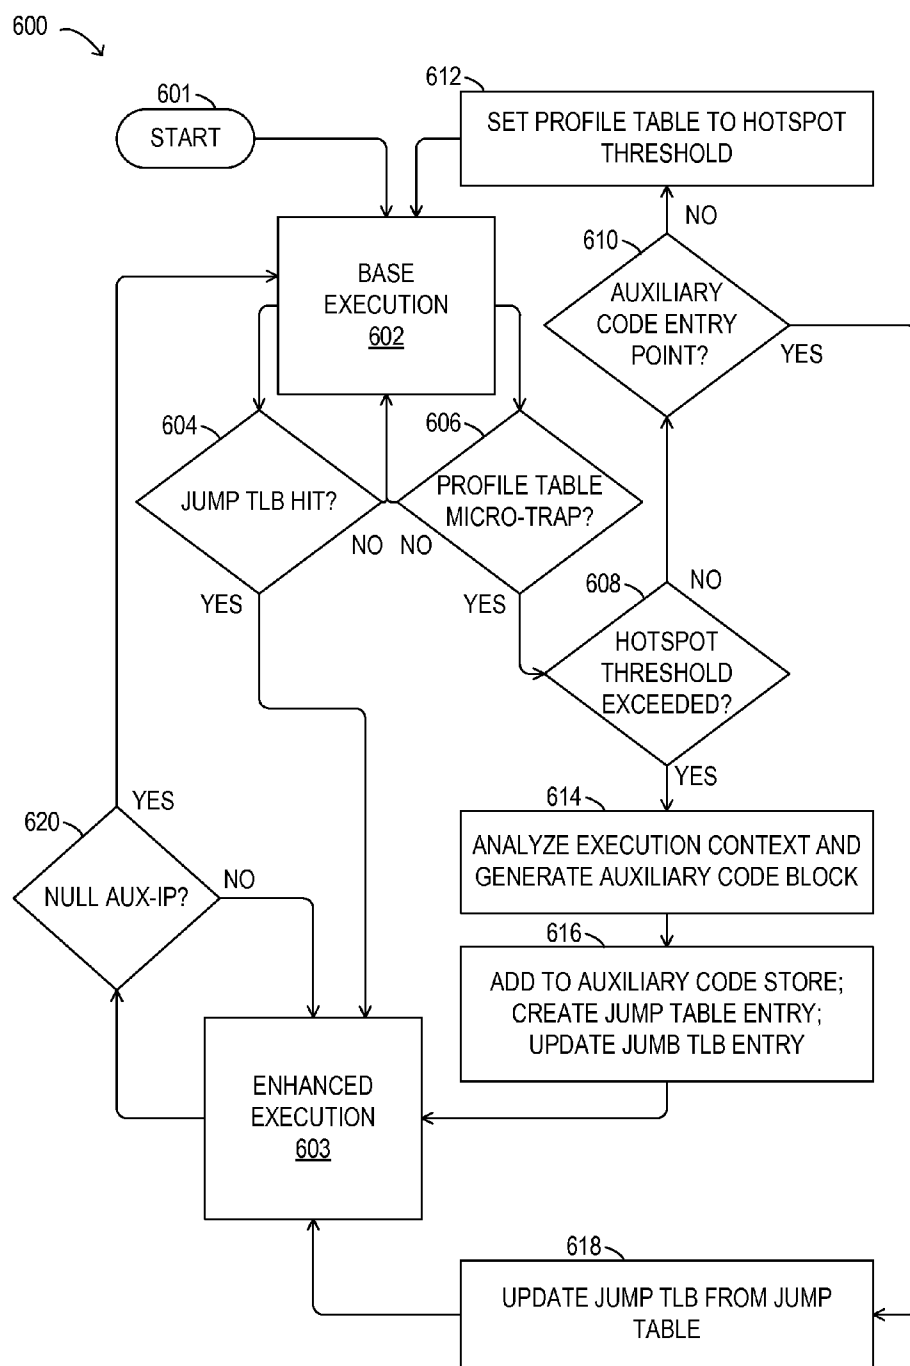 600
601
START
612
SET PROFILE TABLE TO HOTSPOT
THRESHOLD
NO
610
AUXILIARY
CODE ENTRY
POINT?
YES
BASE
EXECUTION
602
604
JUMP TLB HIT?
NO
YES
606
PROFILE TABLE
MICRO-TRAP?
NO
YES
608
NO
HOTSPOT
THRESHOLD
EXCEEDED?
YES
614
ANALYZE EXECUTION CONTEXT AND
GENERATE AUXILIARY CODE BLOCK
616
ADD TO AUXILIARY CODE STORE;
CREATE JUMP TABLE ENTRY;
UPDATE JUMB TLB ENTRY
620
YES
NULL AUX-IP?
NO
ENHANCED
EXECUTION
603
618
UPDATE JUMP TLB FROM JUMP
TABLE